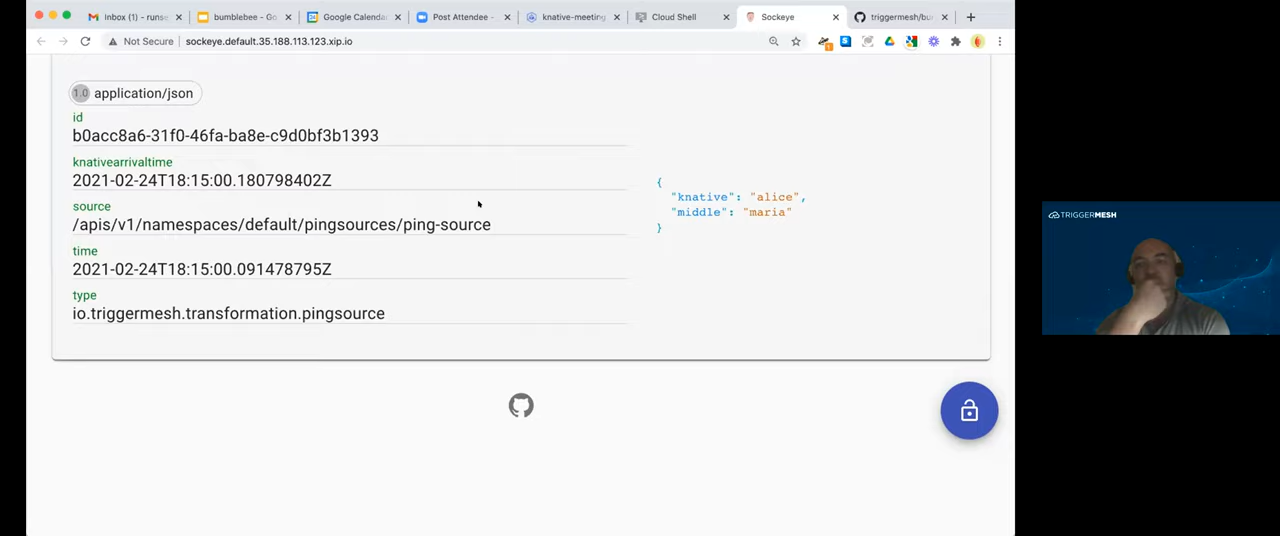 Inbox (1) - runse
bumblebee - Go
Google Calenda
Post Attendee -
knative-meeting
Cloud Shell
Sockeye
triggermesh/bu
Not Secure
sockeye.default.35.188.113.123.xip.io
1.0 application/json
id
b0acc8a6-31f0-46fa-ba8e-c9d0bf3b1393
knativearrivaltime
2021-02-24T18:15:00.180798402Z
source
/apis/v1/namespaces/default/pingsources/ping-source
time
2021-02-24T18:15:00.091478795Z
type
io.triggermesh.transformation.pingsource
{
"knative": "alice",
"middle": "maria"
}
TRIGGERMESH